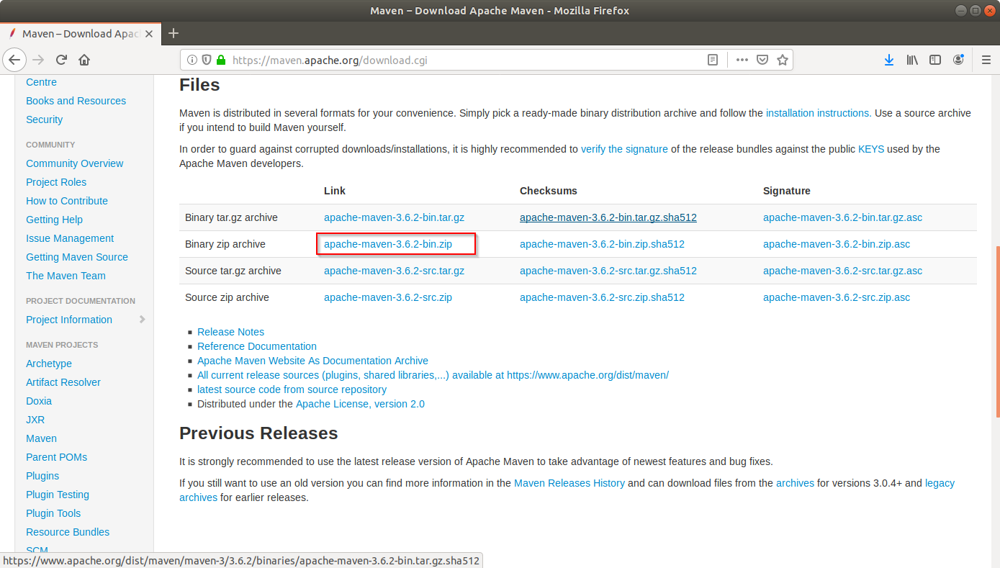 Maven – Download Apache Maven - Mozilla Firefox
Maven – Download Apac
https://maven.apache.org/download.cgi
Centre
Books and Resources
Security
COMMUNITY
Community Overview
Project Roles
How to Contribute
Getting Help
Issue Management
Getting Maven Source
The Maven Team
PROJECT DOCUMENTATION
Project Information
MAVEN PROJECTS
Archetype
Artifact Resolver
Doxia
JXR
Maven
Parent POMs
Plugins
Plugin Testing
Plugin Tools
Resource Bundles
SCM
Files
Maven is distributed in several formats for your convenience. Simply pick a ready-made binary distribution archive and follow the installation instructions. Use a source archive
if you intend to build Maven yourself.
In order to guard against corrupted downloads/installations, it is highly recommended to verify the signature of the release bundles against the public KEYS used by the
Apache Maven developers.
Link Checksums Signature
Binary tar.gz archive apache-maven-3.6.2-bin.tar.gz apache-maven-3.6.2-bin.tar.gz.sha512 apache-maven-3.6.2-bin.tar.gz.asc
Binary zip archive apache-maven-3.6.2-bin.zip apache-maven-3.6.2-bin.zip.sha512 apache-maven-3.6.2-bin.zip.asc
Source tar.gz archive apache-maven-3.6.2-src.tar.gz apache-maven-3.6.2-src.tar.gz.sha512 apache-maven-3.6.2-src.tar.gz.asc
Source zip archive apache-maven-3.6.2-src.zip apache-maven-3.6.2-src.zip.sha512 apache-maven-3.6.2-src.zip.asc
Release Notes
Reference Documentation
Apache Maven Website As Documentation Archive
All current release sources (plugins, shared libraries,...) available at https://www.apache.org/dist/maven/
latest source code from source repository
Distributed under the Apache License, version 2.0
Previous Releases
It is strongly recommended to use the latest release version of Apache Maven to take advantage of newest features and bug fixes.
If you still want to use an old version you can find more information in the Maven Releases History and can download files from the archives for versions 3.0.4+ and legacy
archives for earlier releases.
https://www.apache.org/dist/maven/maven-3/3.6.2/binaries/apache-maven-3.6.2-bin.tar.gz.sha512